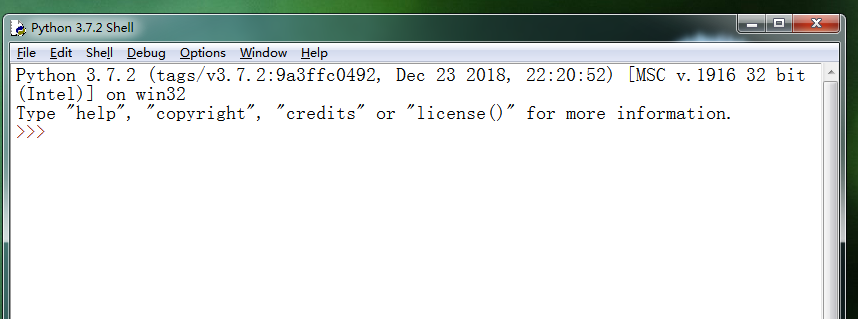 Python 3.7.2 Shell
File Edit Shell Debug Options Window Help
Python 3.7.2 (tags/v3.7.2:9a3ffc0492, Dec 23 2018, 22:20:52) [MSC v.1916 32 bit
(Intel)] on win32
Type "help", "copyright", "credits" or "license()" for more information.
>>>